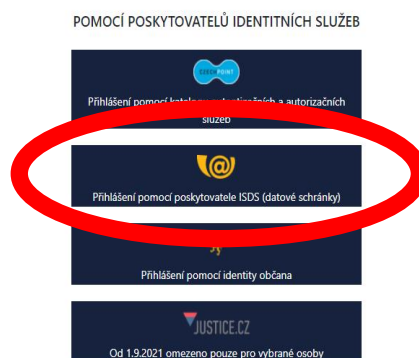 POMOCÍ POSKYTOVATELŮ IDENTITNÍCH SLUŽEB
CZECH POINT
Přihlášení pomocí katalogu autentizačních a autorizačních
služeb
Přihlášení pomocí poskytovatele ISDS (datové schránky)
Přihlášení pomocí identity občana
JUSTICE.CZ
Od 1.9.2021 omezeno pouze pro vybrané osoby